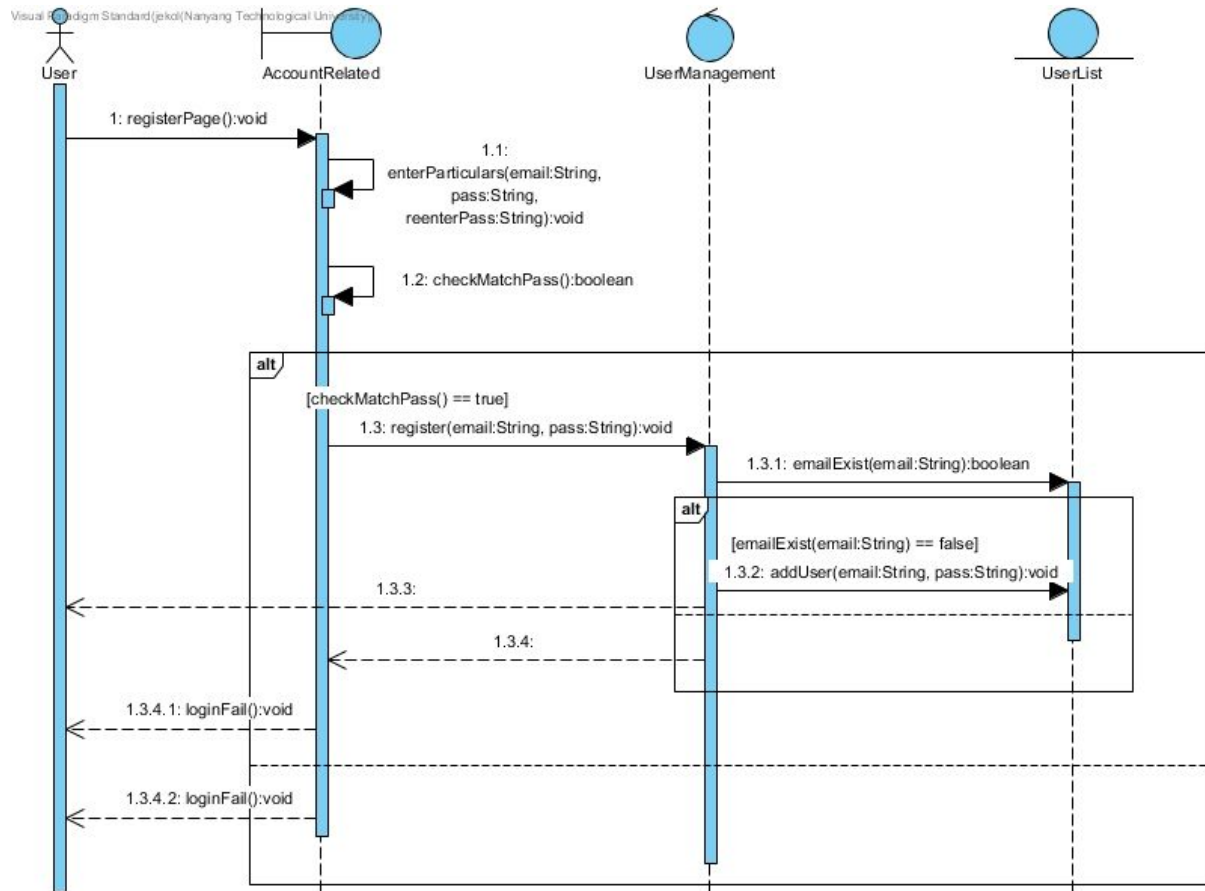 Visual Paradigm Standard(jekol(Nanyang Technological University))
User
AccountRelated
UserManagement
UserList
1: registerPage():void
1.1:
enterParticulars(email:String,
pass:String,
reenterPass:String):void
1.2: checkMatchPass():boolean
alt
[checkMatchPass() == true]
1.3: register(email:String, pass:String):void
1.3.1: emailExist(email:String):boolean
alt
[emailExist(email:String) == false]
1.3.2: addUser(email:String, pass:String):void
1.3.3:
1.3.4:
1.3.4.1: loginFail():void
1.3.4.2: loginFail():void